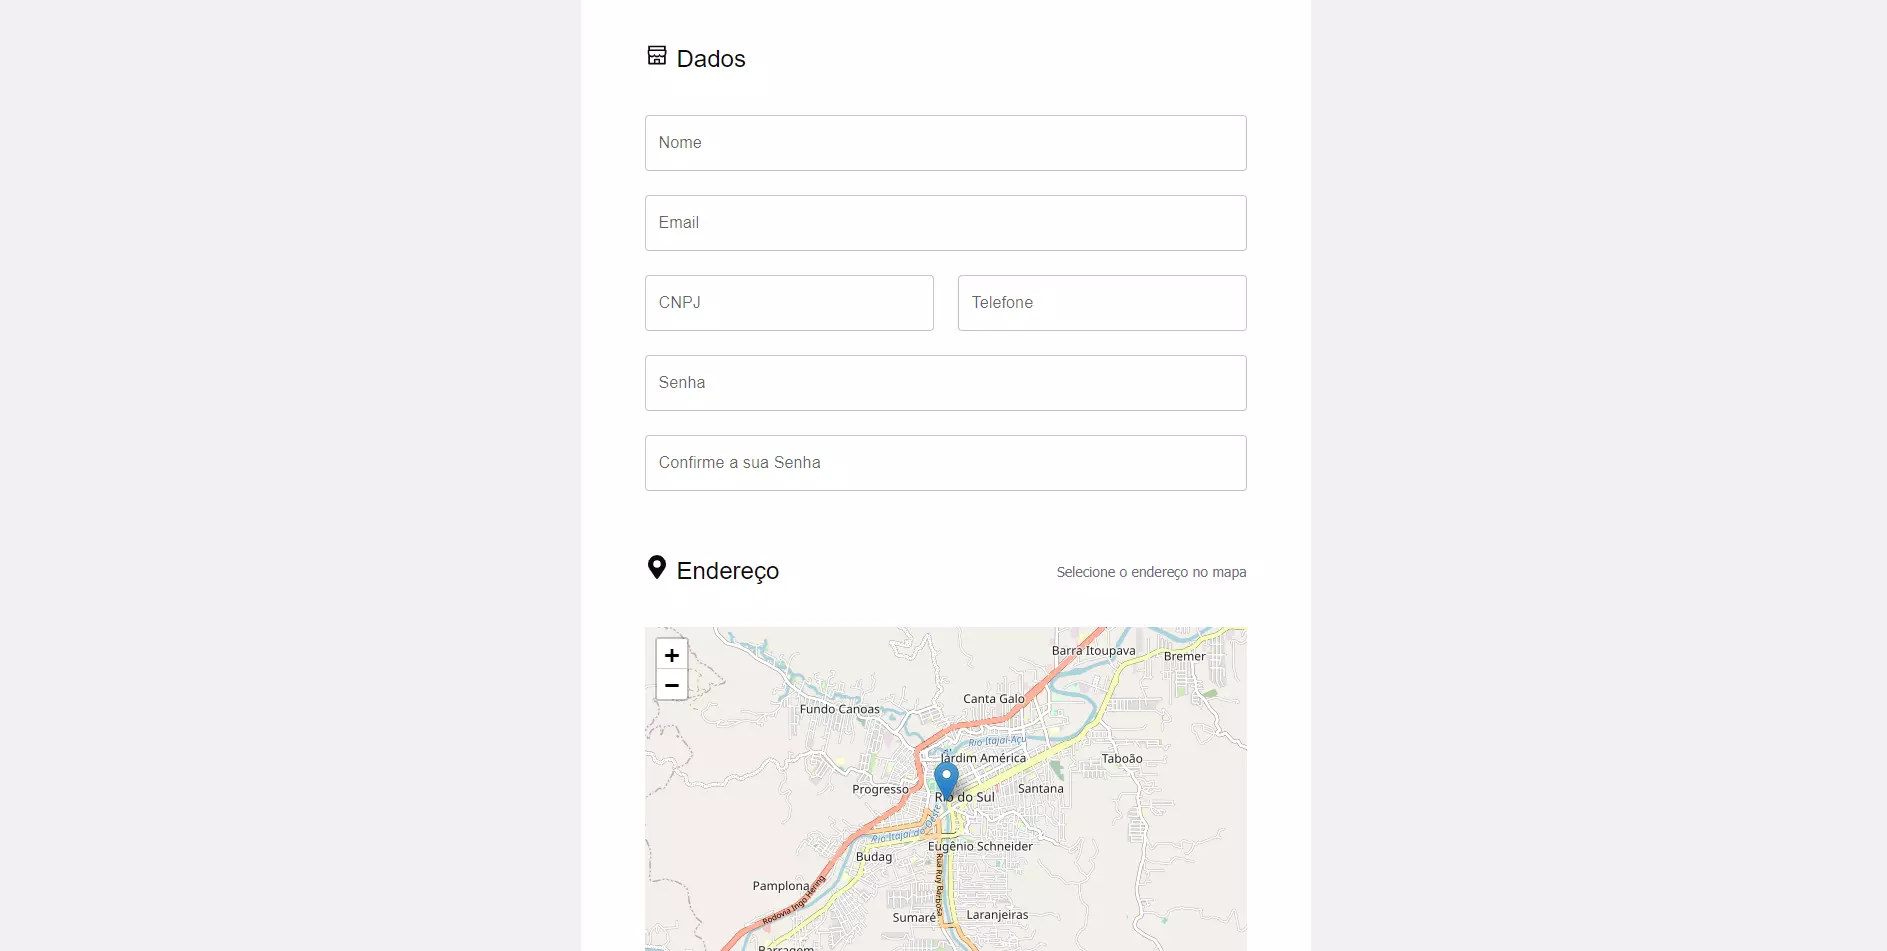 Dados
Nome
Email
CNPJ
Telefone
Senha
Confirme a sua Senha
Endereço
Selecione o endereço no mapa
+
−
Barra Itoupava
Bremer
Canta Galo
Fundo Canoas
Rio Itajaí-Açu
Jardim América
Taboão
Progresso
Santana
Rio do Sul
Rio Itajaí do Oeste
Eugênio Schneider
Budag
Rua Ruy Barbosa
Pamplona
Rodovia Ingo Hering
Sumaré
Laranjeiras
Barragem